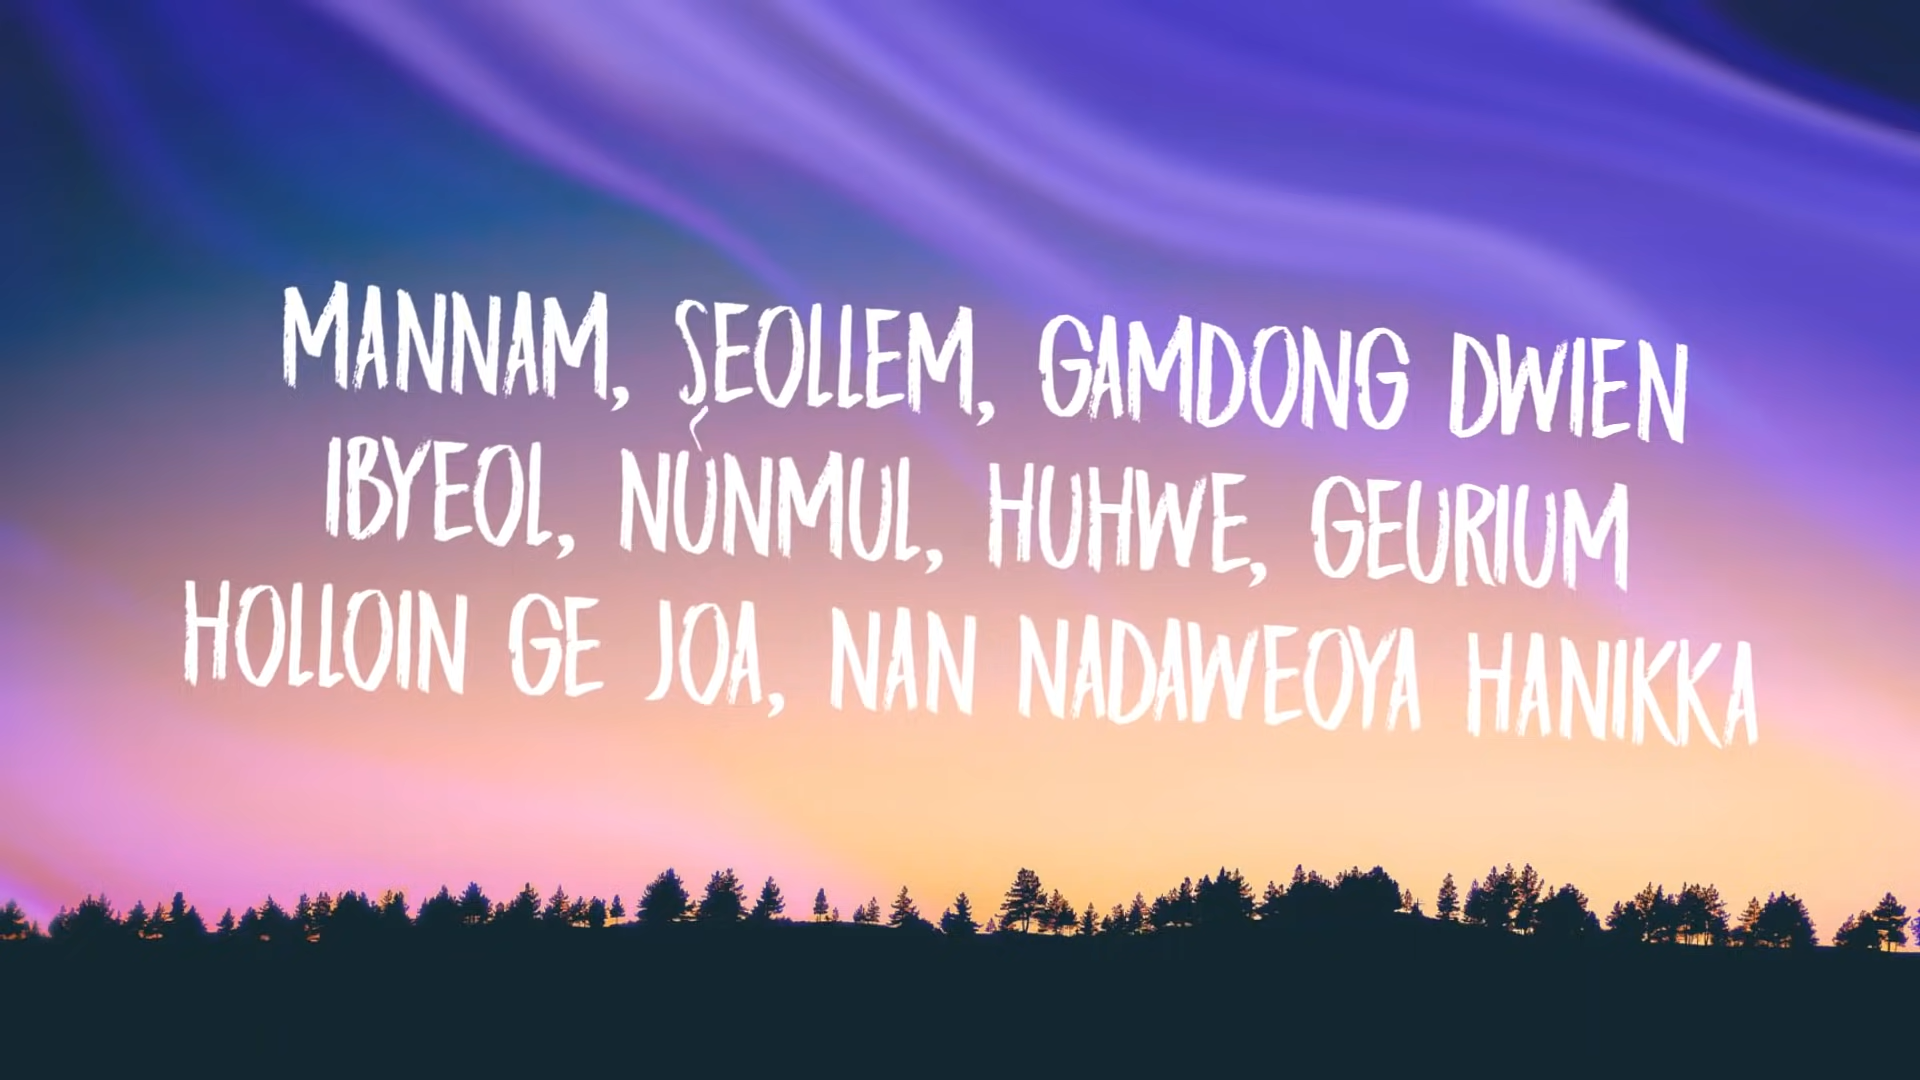 MANNAM, SEOLLEM, GAMDONG DWIEN
IBYEOL, NUNMUL, HUHWE, GEURIUM
HOLLOIN GE JOA, NAN NADAWEOYA HANIKKA